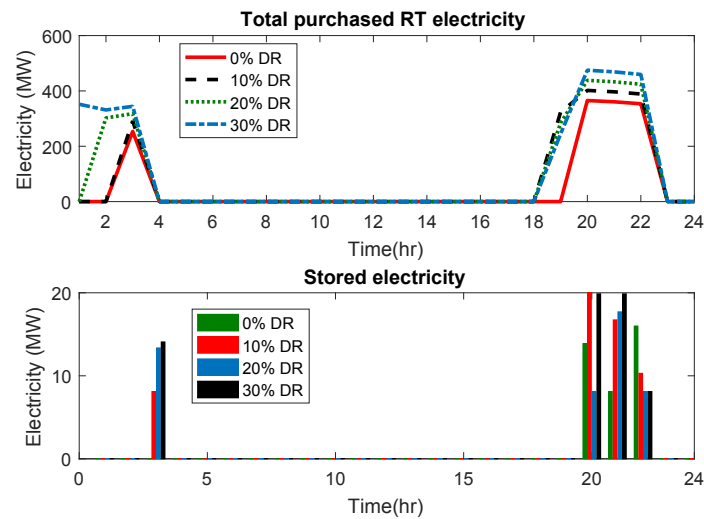 Total purchased RT electricity
Electricity (MW)
600
400
200
0
0% DR
10% DR
20% DR
30% DR
2 4 6 8 10 12 14 16 18 20 22 24
Time(hr)
Stored electricity
Electricity (MW)
20
10
0
0% DR
10% DR
20% DR
30% DR
0 5 10 15 20 24
Time(hr)